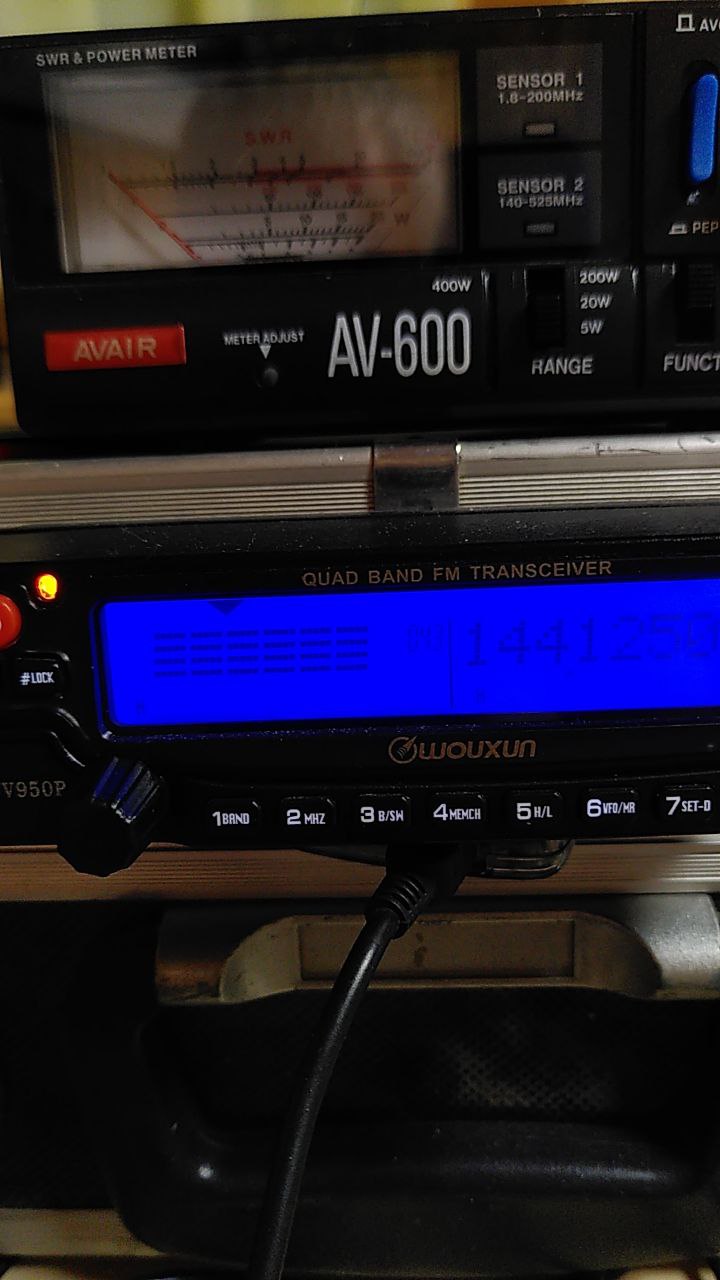 SWR & POWER METER
AV
S.W.R
SENSOR 1
1.8-200MHz
SENSOR 2
140-525MHz
PEP
W
400W
200W
20W
5W
AVAIR
METER ADJUST
AV-600
RANGE
FUNCT
QUAD BAND FM TRANSCEIVER
#LOCK
144125
WOUXUN
V950P
1BAND
2MHZ
3B/SW
4MEMCH
5H/L
6VFO/MR
7SET-D